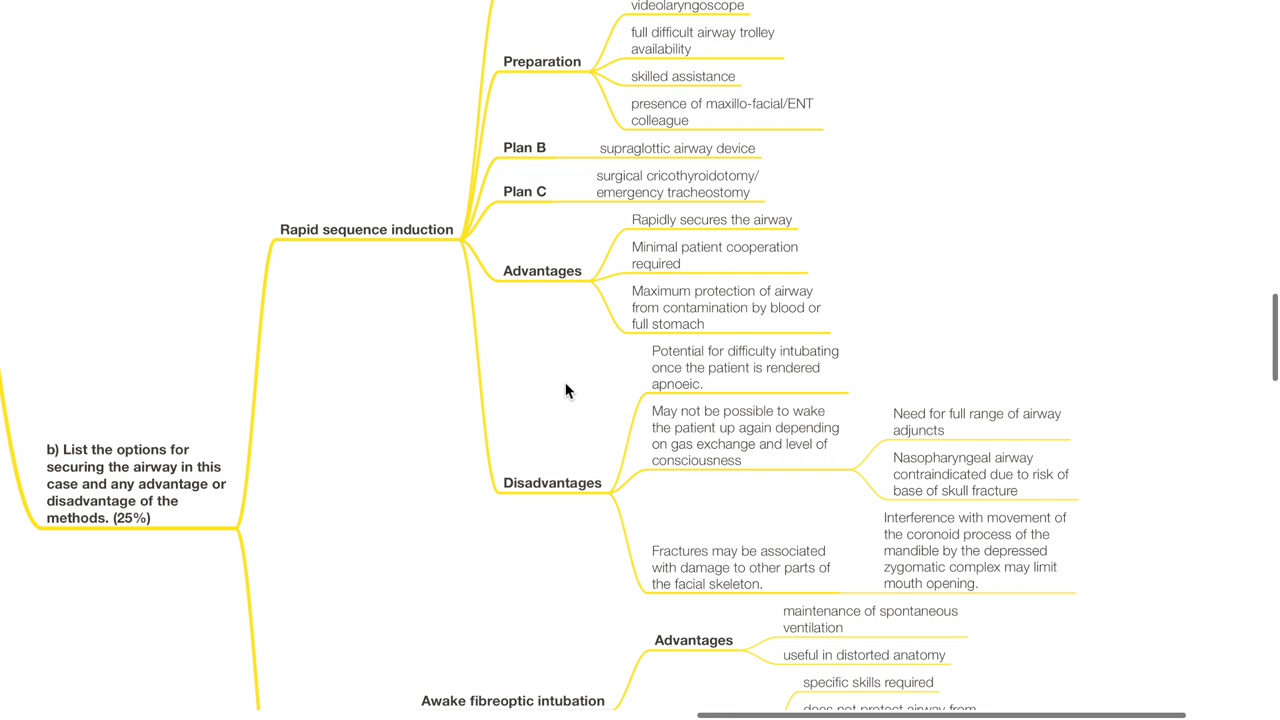 videolaryngoscope
full difficult airway trolley
availability
Preparation
skilled assistance
presence of maxillo-facial/ENT
colleague
Plan B
supraglottic airway device
Plan C
surgical cricothyroidotomy/
emergency tracheostomy
Rapid sequence induction
Rapidly secures the airway
Minimal patient cooperation
required
Advantages
Maximum protection of airway
from contamination by blood or
full stomach
Potential for difficulty intubating
once the patient is rendered
apnoeic.
May not be possible to wake
the patient up again depending
on gas exchange and level of
consciousness
Need for full range of airway
adjuncts
Nasopharyngeal airway
contraindicated due to risk of
base of skull fracture
Disadvantages
Fractures may be associated
with damage to other parts of
the facial skeleton.
Interference with movement of
the coronoid process of the
mandible by the depressed
zygomatic complex may limit
mouth opening.
b) List the options for
securing the airway in this
case and any advantage or
disadvantage of the
methods. (25%)
maintenance of spontaneous
ventilation
Advantages
useful in distorted anatomy
specific skills required
Awake fibreoptic intubation
does not protect airway from